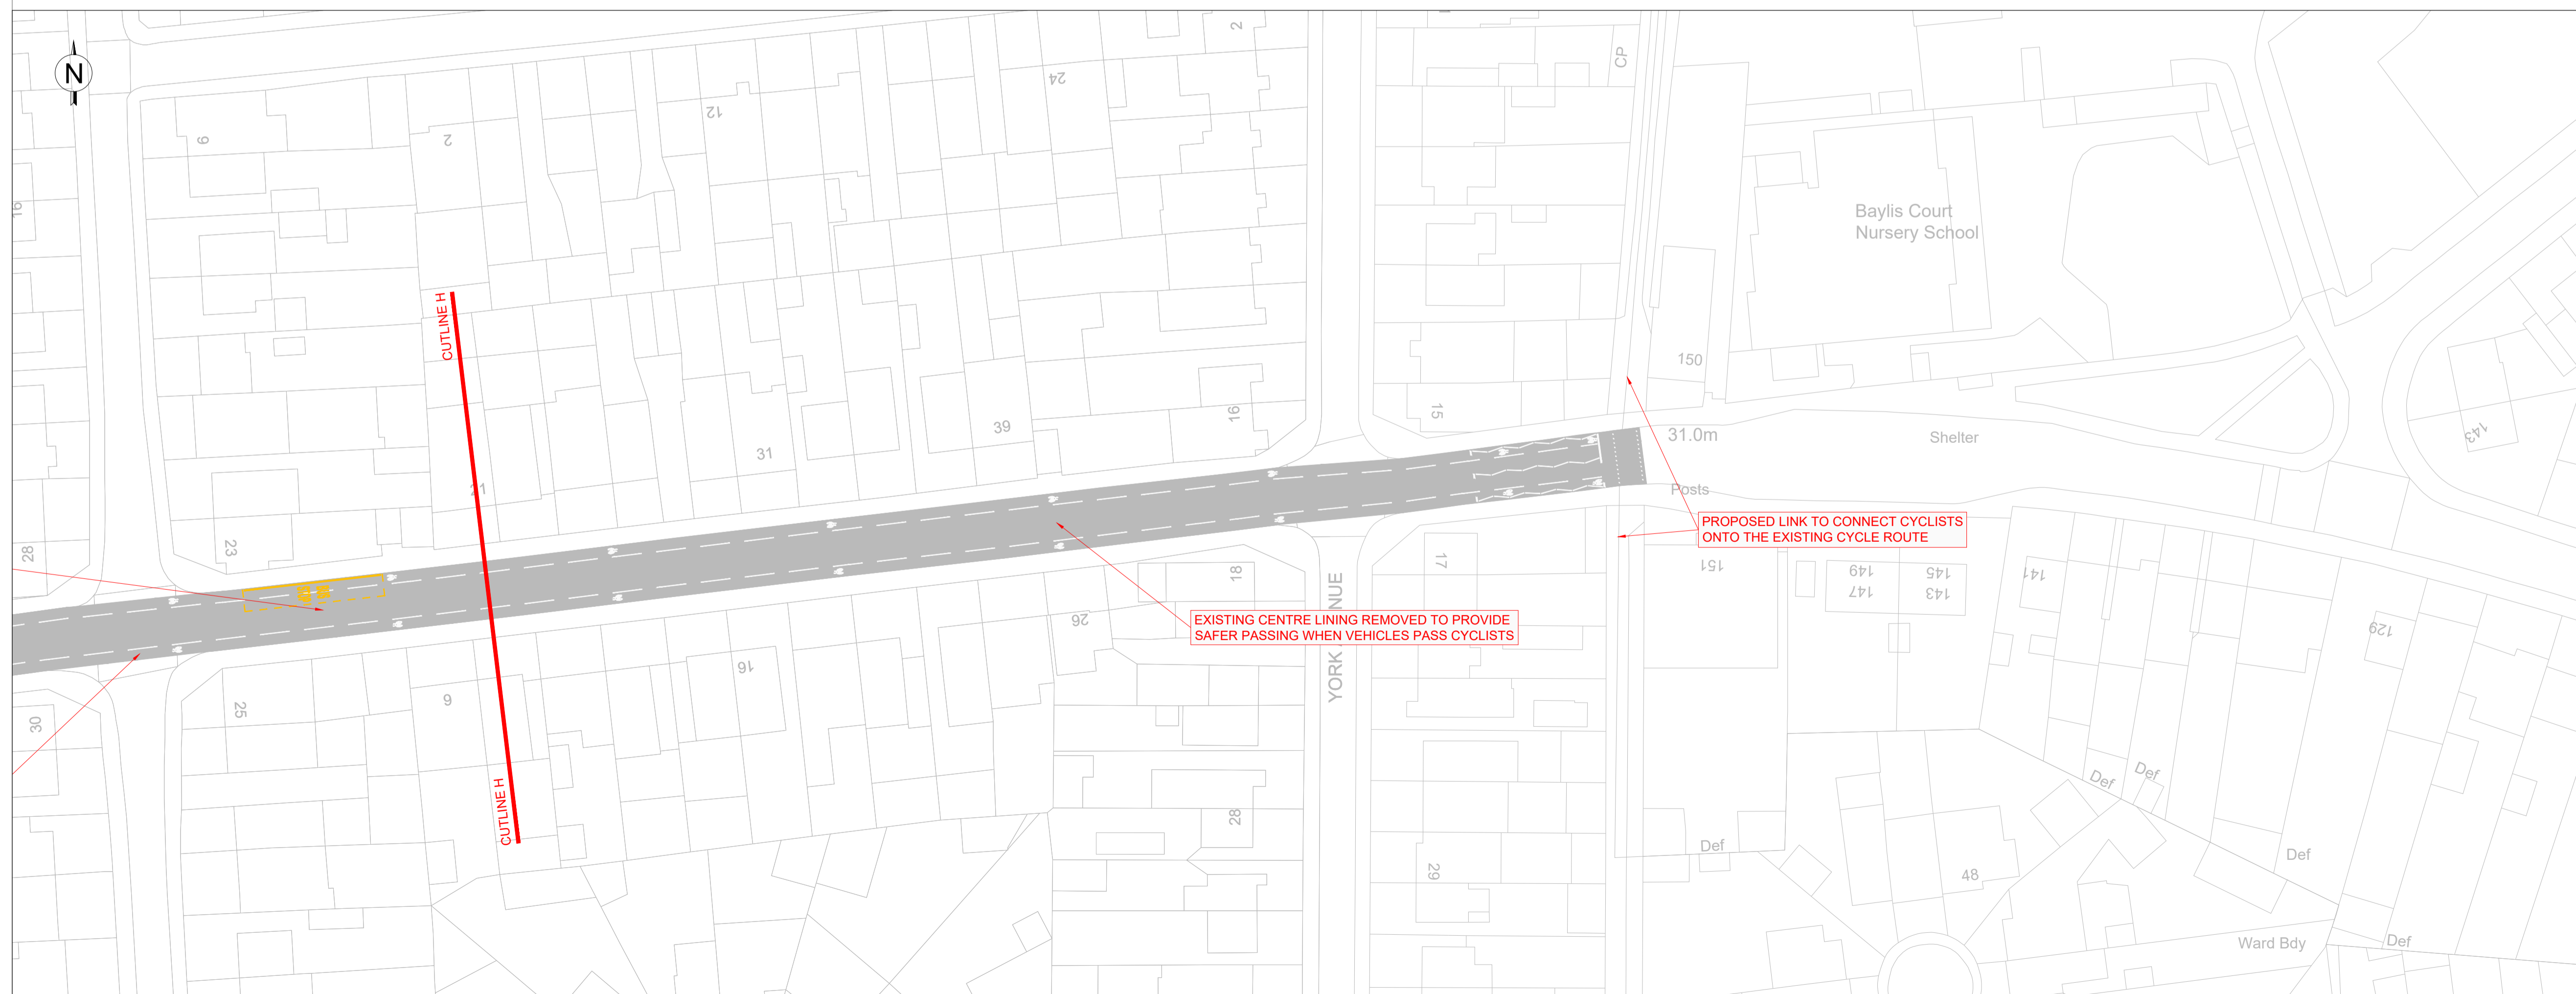 N
2
CP
24
12
9
2
16
Baylis Court
Nursery School
CUTLINE H
150
15
16
39
31
31.0m
Shelter
143
21
Posts
PROPOSED LINK TO CONNECT CYCLISTS
ONTO THE EXISTING CYCLE ROUTE
23
28
17
151
18
149
147
145
143
141
26
129
EXISTING CENTRE LINING REMOVED TO PROVIDE
SAFER PASSING WHEN VEHICLES PASS CYCLISTS
YORK
NUE
16
9
25
30
CUTLINE H
Def
Def
28
Def
Def
29
48
Ward Bdy
Def